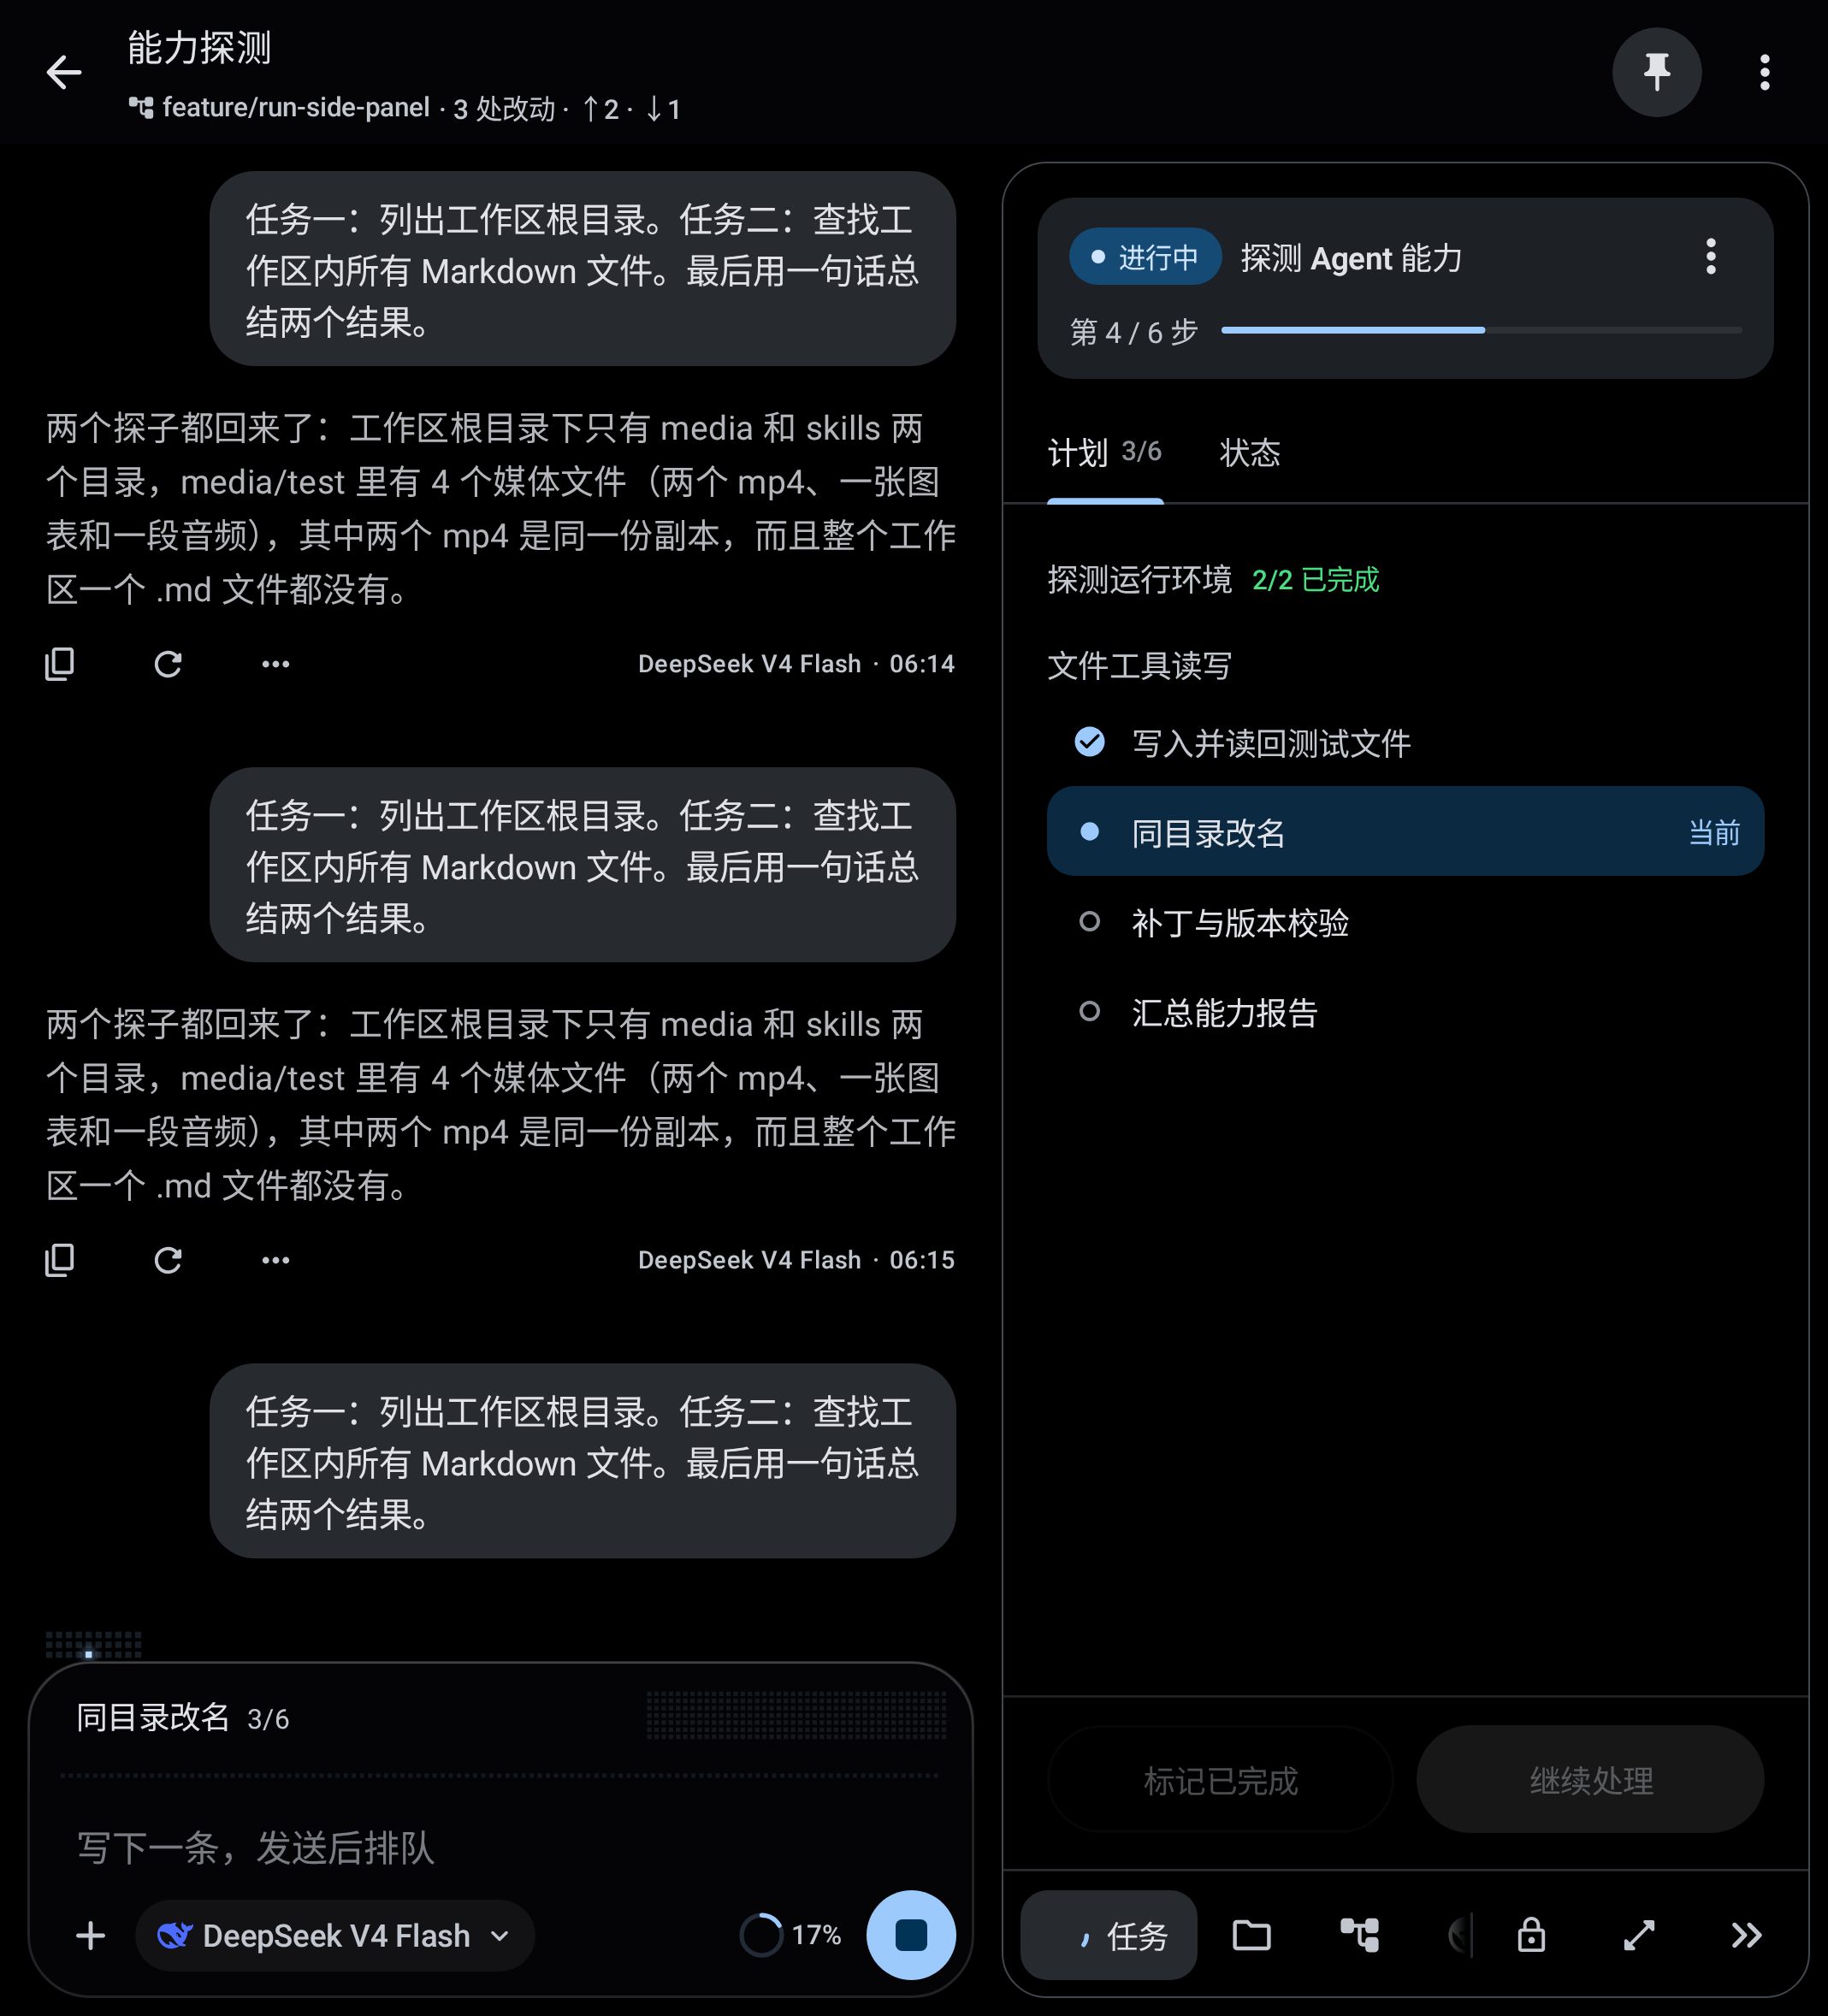 能力探测
feature/run-side-panel · 3 处改动 · ↑2 · ↓1
任务一：列出工作区根目录。任务二：查找工
作区内所有 Markdown 文件。最后用一句话总
结两个结果。
两个探子都回来了：工作区根目录下只有 media 和 skills 两
个目录，media/test 里有 4 个媒体文件（两个 mp4、一张图
表和一段音频），其中两个 mp4 是同一份副本，而且整个工作
区一个 .md 文件都没有。
DeepSeek V4 Flash · 06:14
任务一：列出工作区根目录。任务二：查找工
作区内所有 Markdown 文件。最后用一句话总
结两个结果。
两个探子都回来了：工作区根目录下只有 media 和 skills 两
个目录，media/test 里有 4 个媒体文件（两个 mp4、一张图
表和一段音频），其中两个 mp4 是同一份副本，而且整个工作
区一个 .md 文件都没有。
DeepSeek V4 Flash · 06:15
任务一：列出工作区根目录。任务二：查找工
作区内所有 Markdown 文件。最后用一句话总
结两个结果。
同目录改名 3/6
写下一条，发送后排队
DeepSeek V4 Flash
17%
进行中 探测 Agent 能力
第 4 / 6 步
计划 3/6 状态
探测运行环境 2/2 已完成
文件工具读写
写入并读回测试文件
同目录改名 当前
补丁与版本校验
汇总能力报告
标记已完成 继续处理
任务